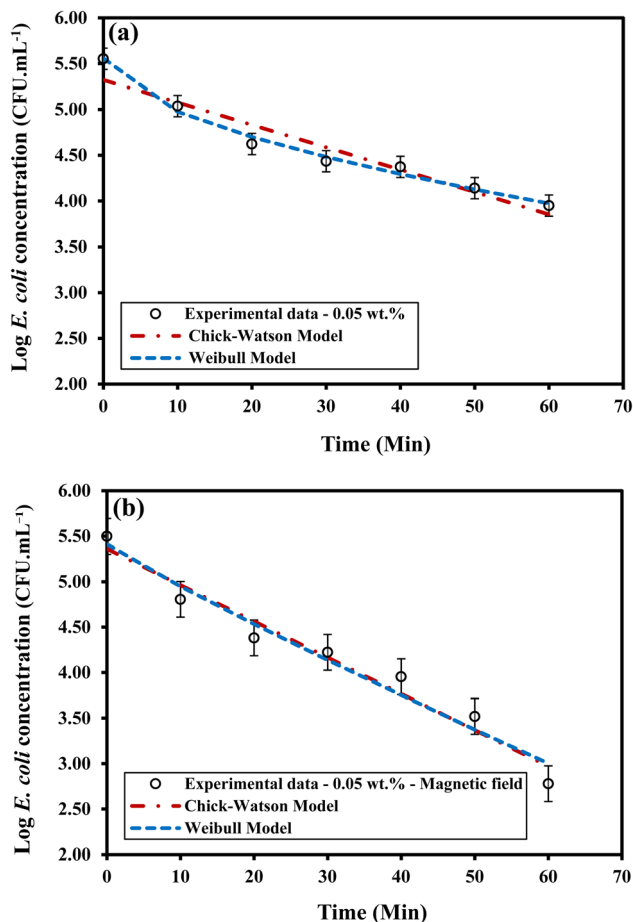 (a)
Log E. coli concentration (CFU.mL⁻¹)
6.00
5.50
5.00
4.50
4.00
3.50
3.00
2.50
2.00
Experimental data - 0.05 wt.%
Chick-Watson Model
Weibull Model
0 10 20 30 40 50 60 70
Time (Min)
(b)
Log E. coli concentration (CFU.mL⁻¹)
6.00
5.50
5.00
4.50
4.00
3.50
3.00
2.50
2.00
Experimental data - 0.05 wt.% - Magnetic field
Chick-Watson Model
Weibull Model
0 10 20 30 40 50 60 70
Time (Min)